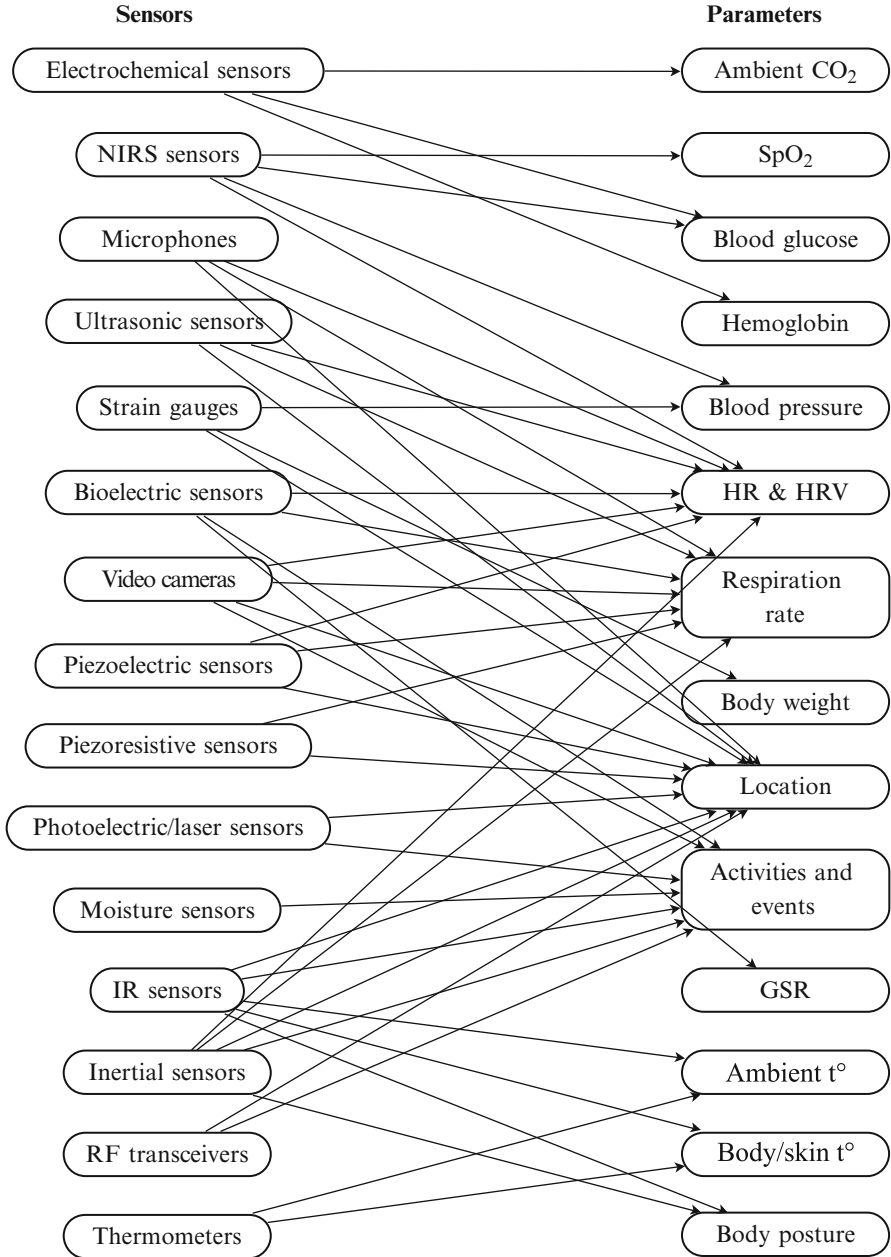 Sensors
Parameters
Electrochemical sensors
Ambient CO₂
NIRS sensors
SpO₂
Microphones
Blood glucose
Ultrasonic sensors
Hemoglobin
Strain gauges
Blood pressure
Bioelectric sensors
HR & HRV
Video cameras
Respiration
rate
Piezoelectric sensors
Body weight
Piezoresistive sensors
Location
Photoelectric/laser sensors
Activities and
events
Moisture sensors
IR sensors
GSR
Inertial sensors
Ambient t°
RF transceivers
Body/skin t°
Thermometers
Body posture